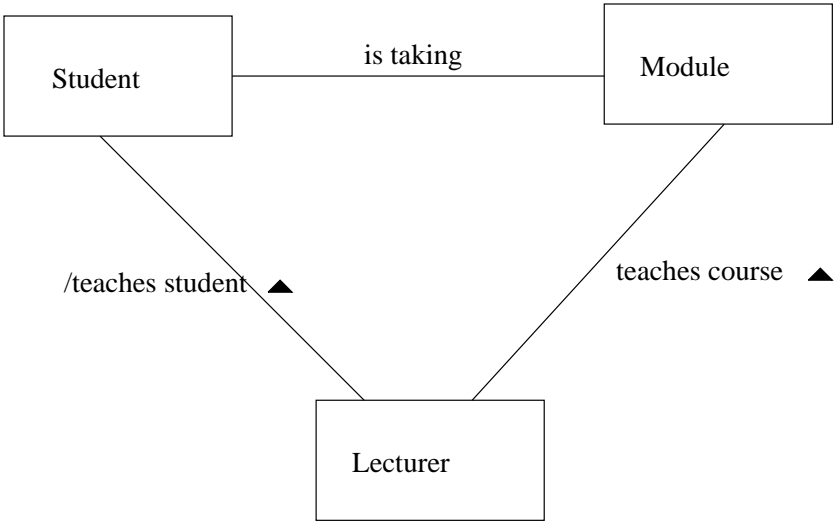 is taking
Student
Module
/teaches student
teaches course
Lecturer